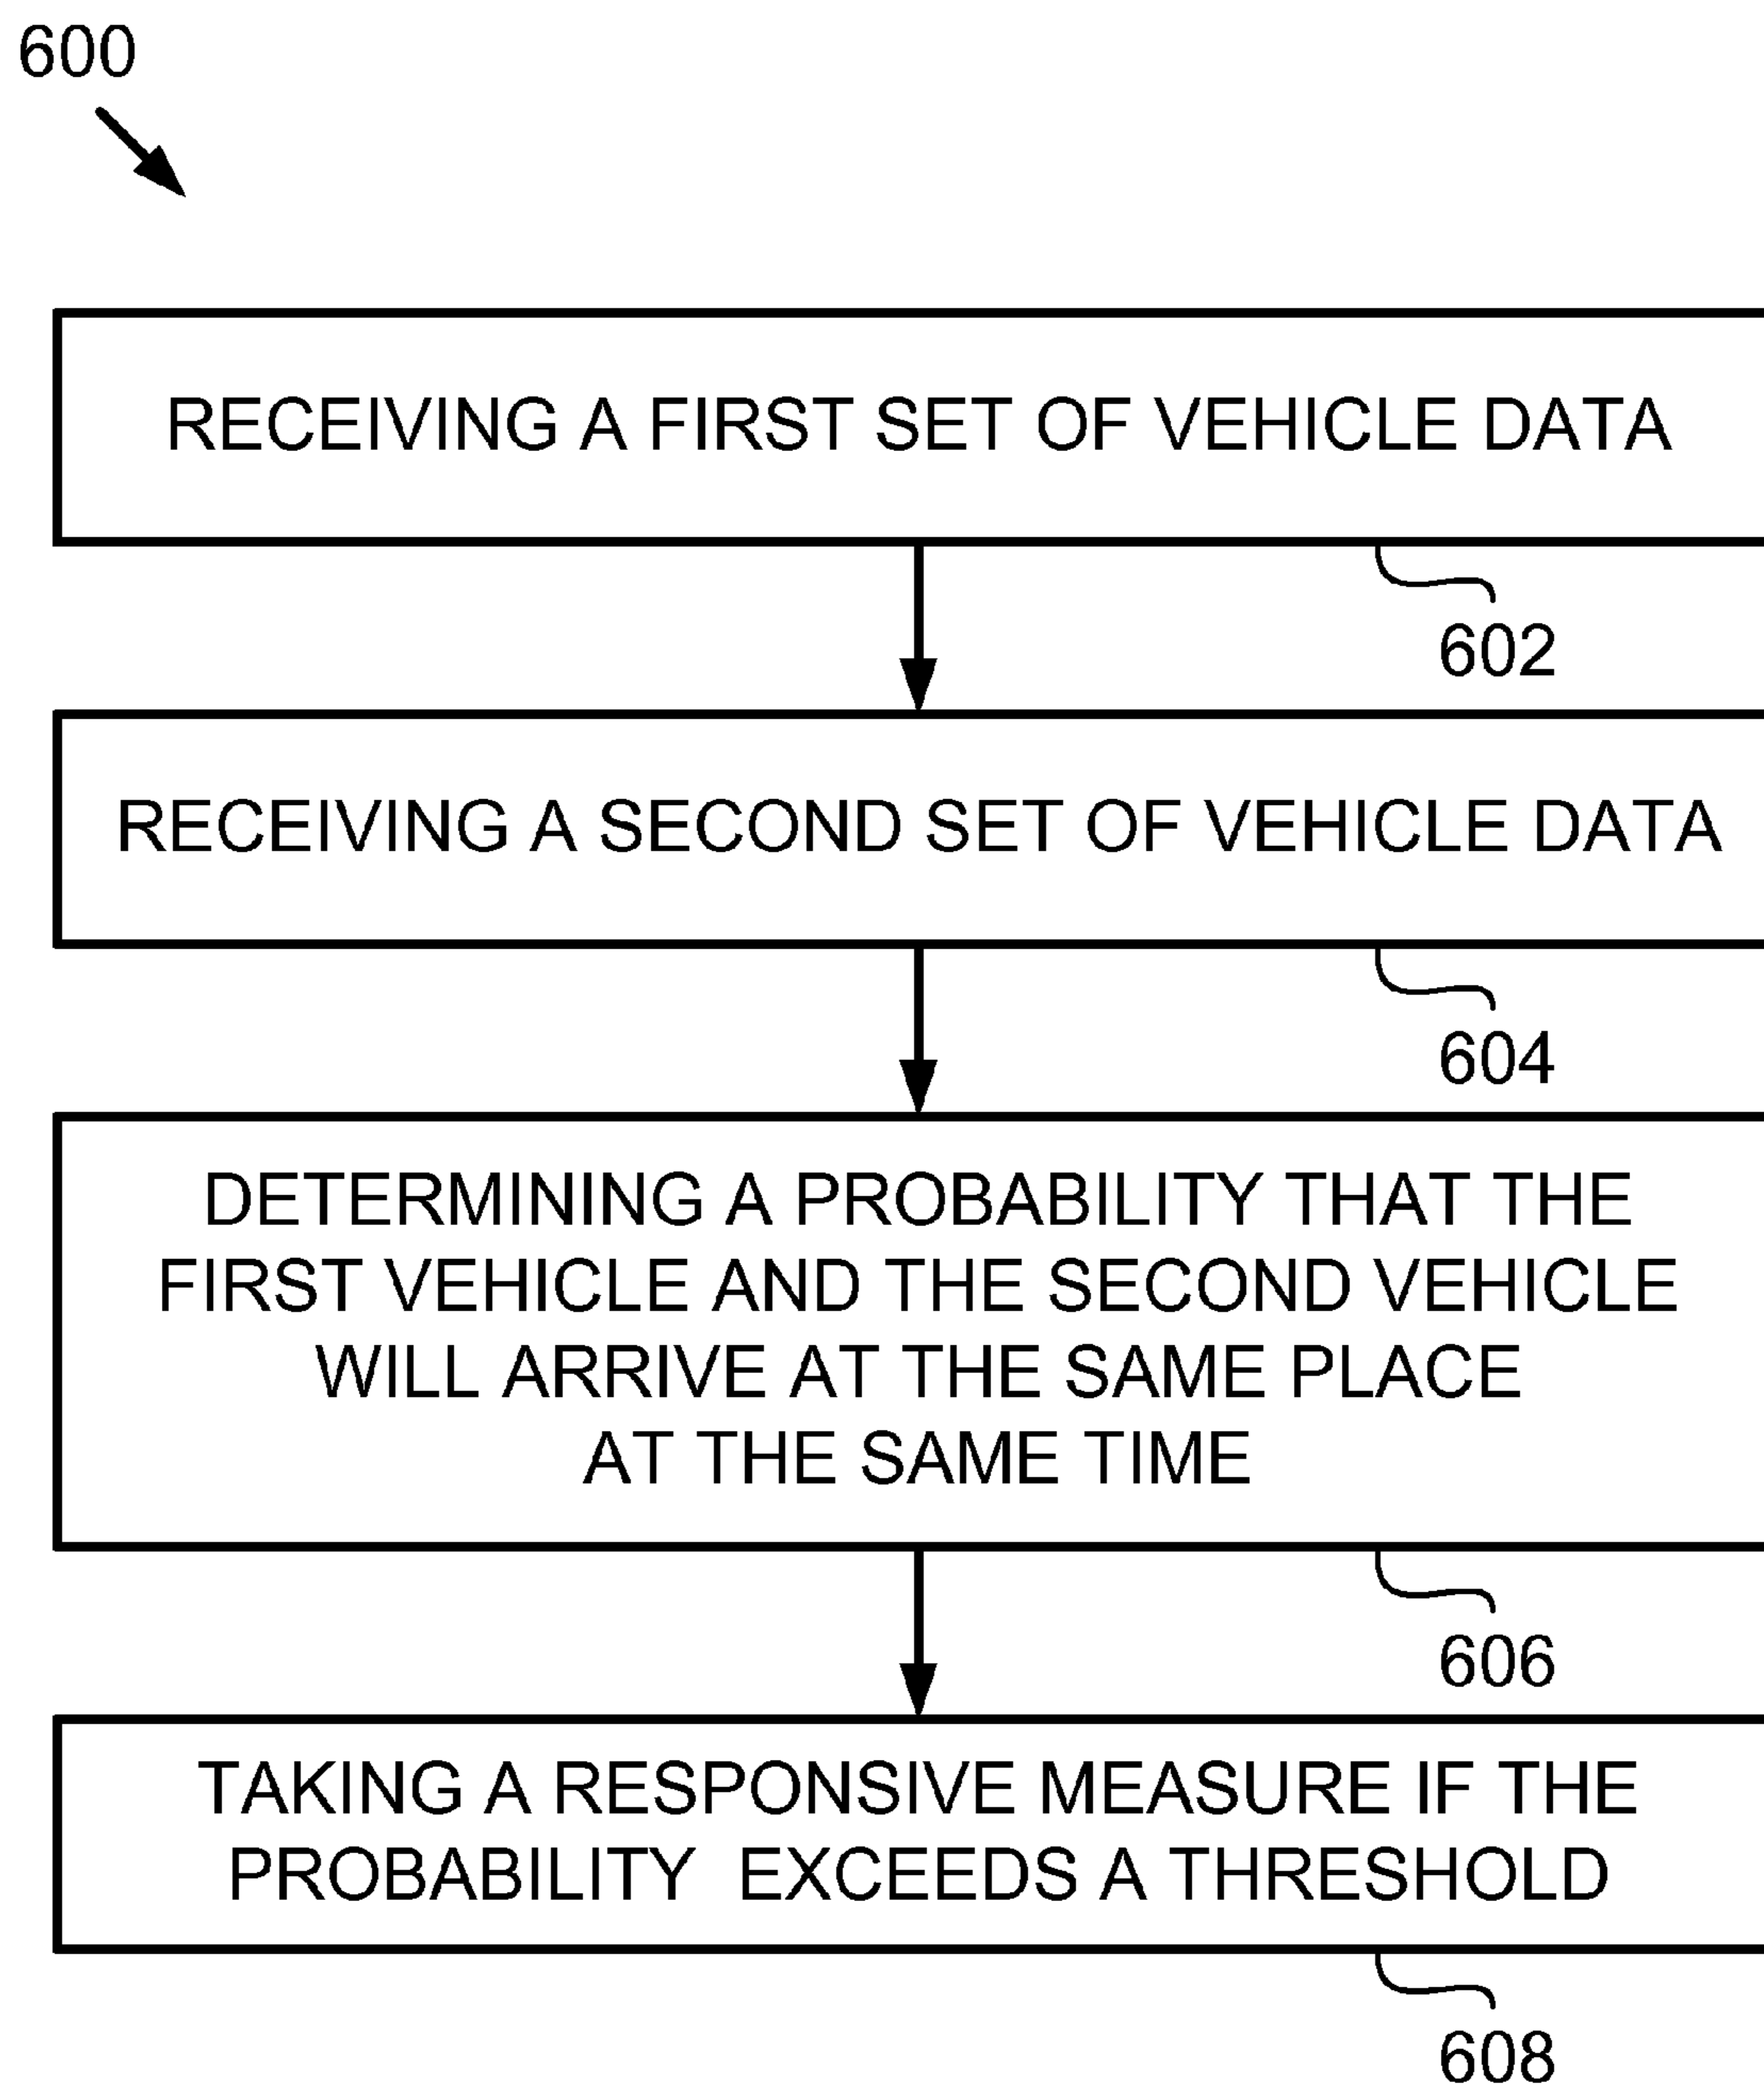 600
RECEIVING A FIRST SET OF VEHICLE DATA
602
RECEIVING A SECOND SET OF VEHICLE DATA
604
DETERMINING A PROBABILITY THAT THE
FIRST VEHICLE AND THE SECOND VEHICLE
WILL ARRIVE AT THE SAME PLACE
AT THE SAME TIME
606
TAKING A RESPONSIVE MEASURE IF THE
PROBABILITY EXCEEDS A THRESHOLD
608